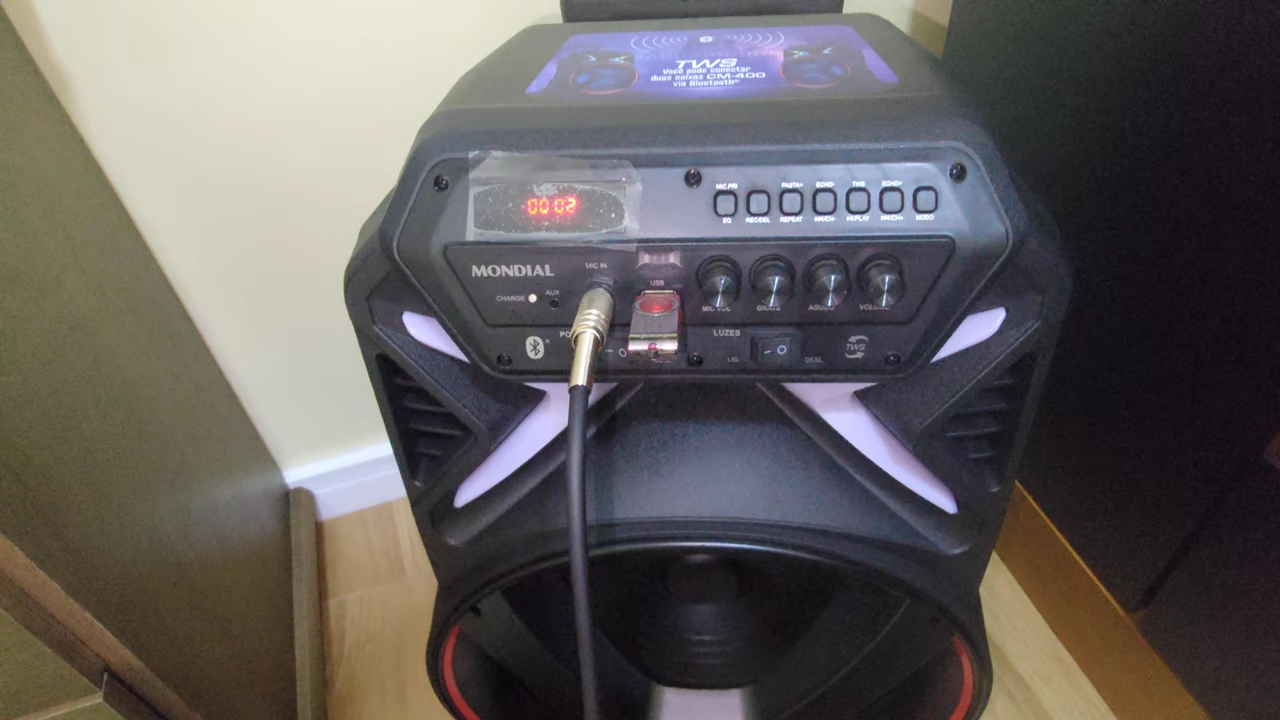 TWS
Você pode conectar
duas caixas CM-400
via Bluetooth®
0002
MIC.PRI PASTA+ ECHO- TWS ECHO+
EQ REC/DEL REPEAT M4/CH- M/PLAY M4/CH+ MODO
MONDIAL
MIC IN
USB
CHARGE
AUX
MIC VOL GRAVE AGUDO VOLUME
LUZES
LIG
DESL
TWS